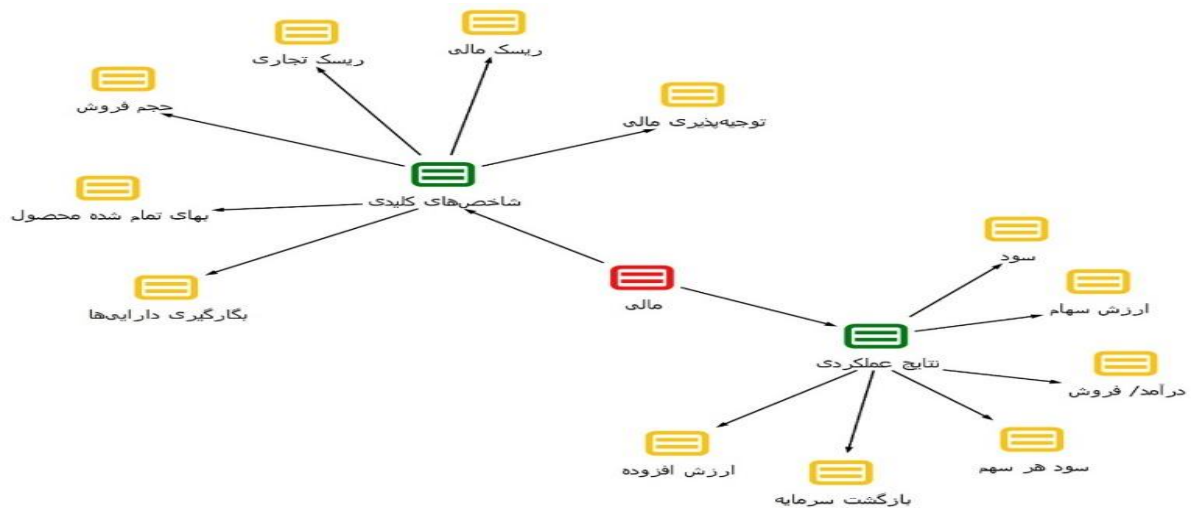 ریسک مالی
ریسک تجاری
توجیه‌پذیری مالی
حجم فروش
شاخص‌های کلیدی
بهای تمام شده محصول
بگارگیری دارایی‌ها
مالی
سود
ارزش سهام
نتایج عملکردی
درآمد/ فروش
سود هر سهم
ارزش افزوده
بازگشت سرمایه